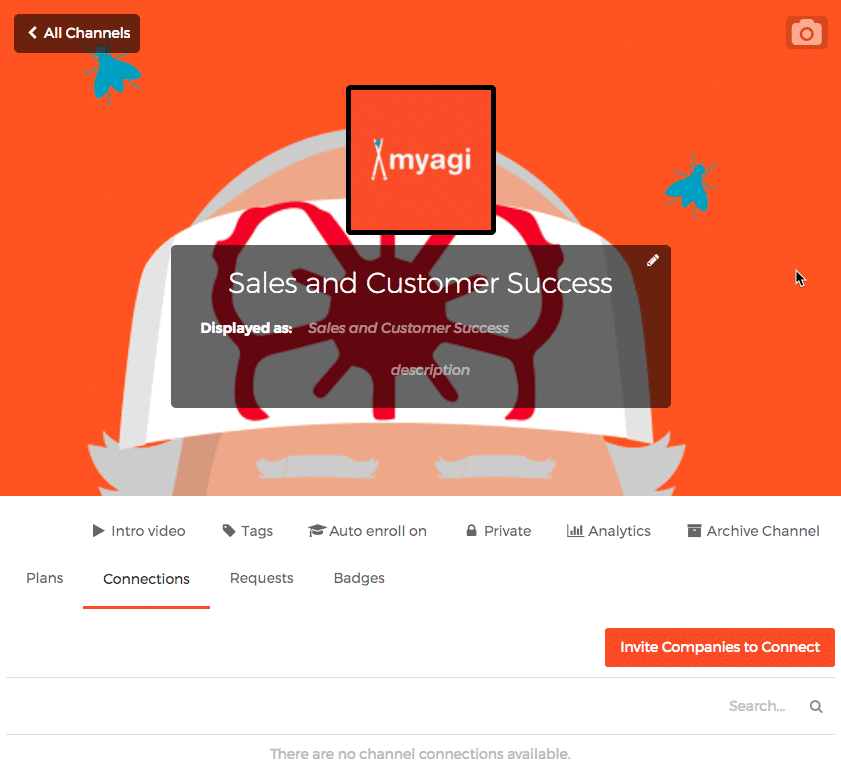 All Channels
myagi
Sales and Customer Success
Displayed as: Sales and Customer Success
description
Intro video Tags Auto enroll on Private Analytics Archive Channel
Plans Connections Requests Badges
Invite Companies to Connect
Search...
There are no channel connections available.